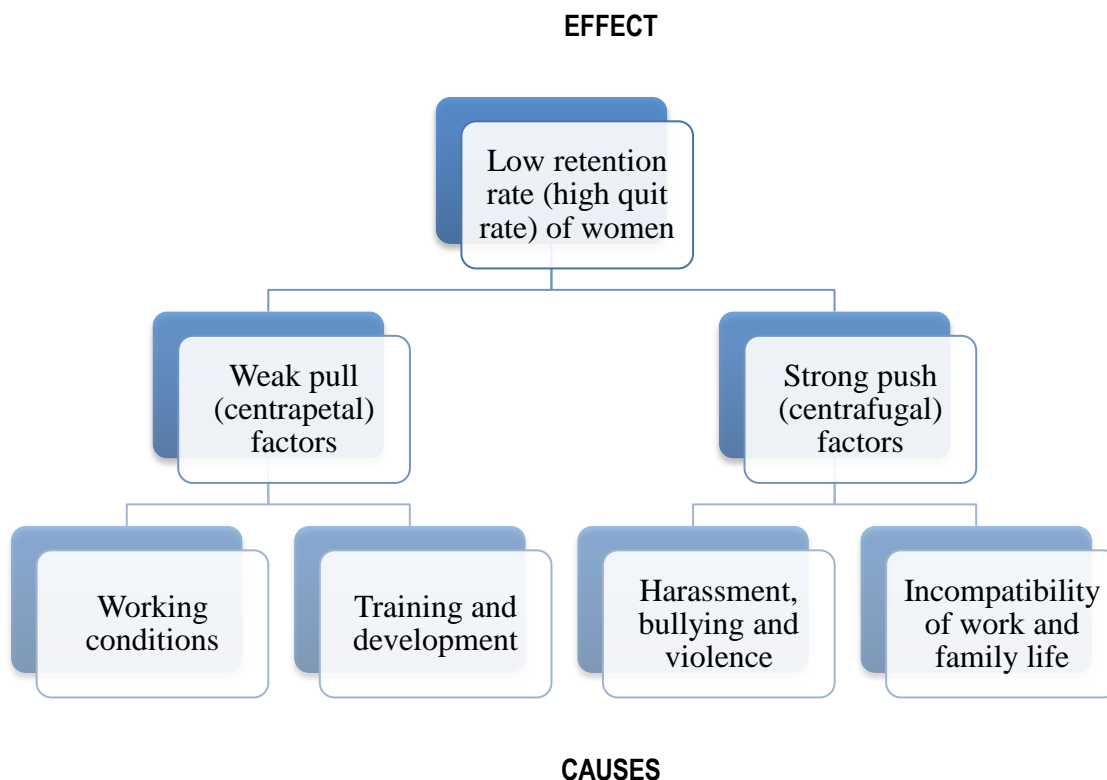 EFFECT
Low retention
rate (high quit
rate) of women
Weak pull
(centrapetal)
factors
Strong push
(centrafugal)
factors
Working
conditions
Training and
development
Harassment,
bullying and
violence
Incompatibility
of work and
family life
CAUSES